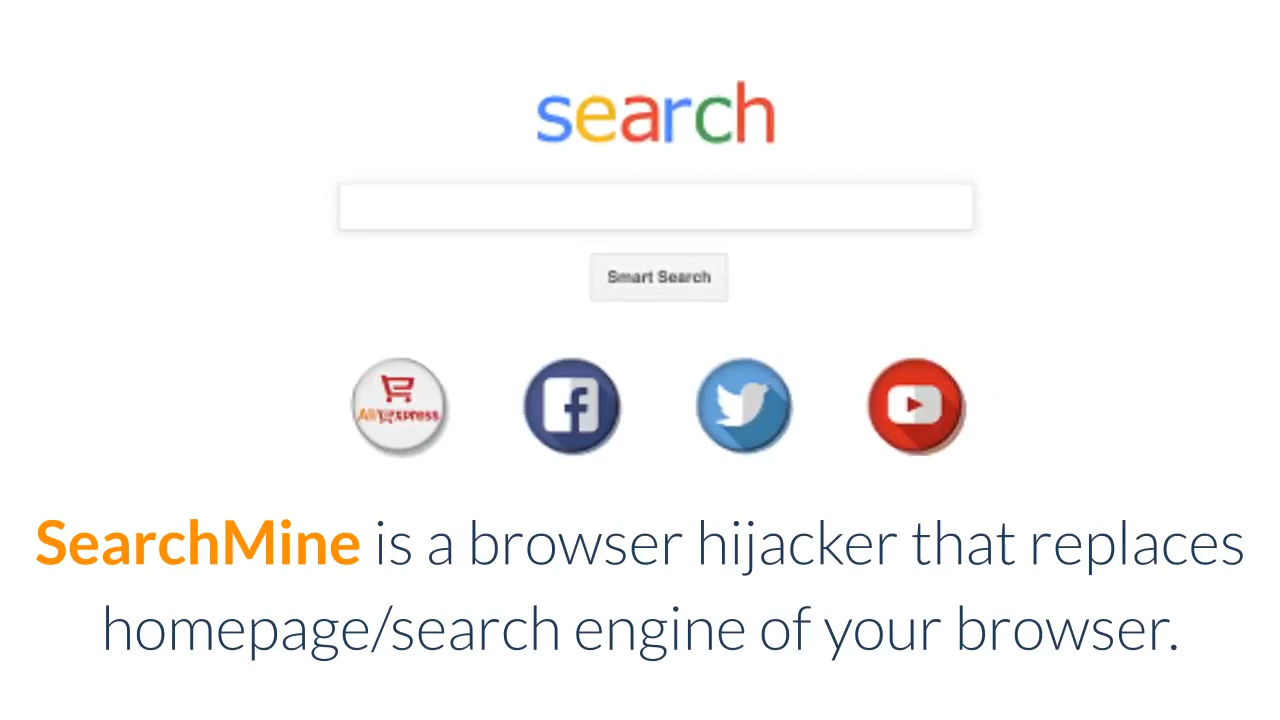 search
Smart Search
AliExpress
SearchMine is a browser hijacker that replaces
homepage/search engine of your browser.